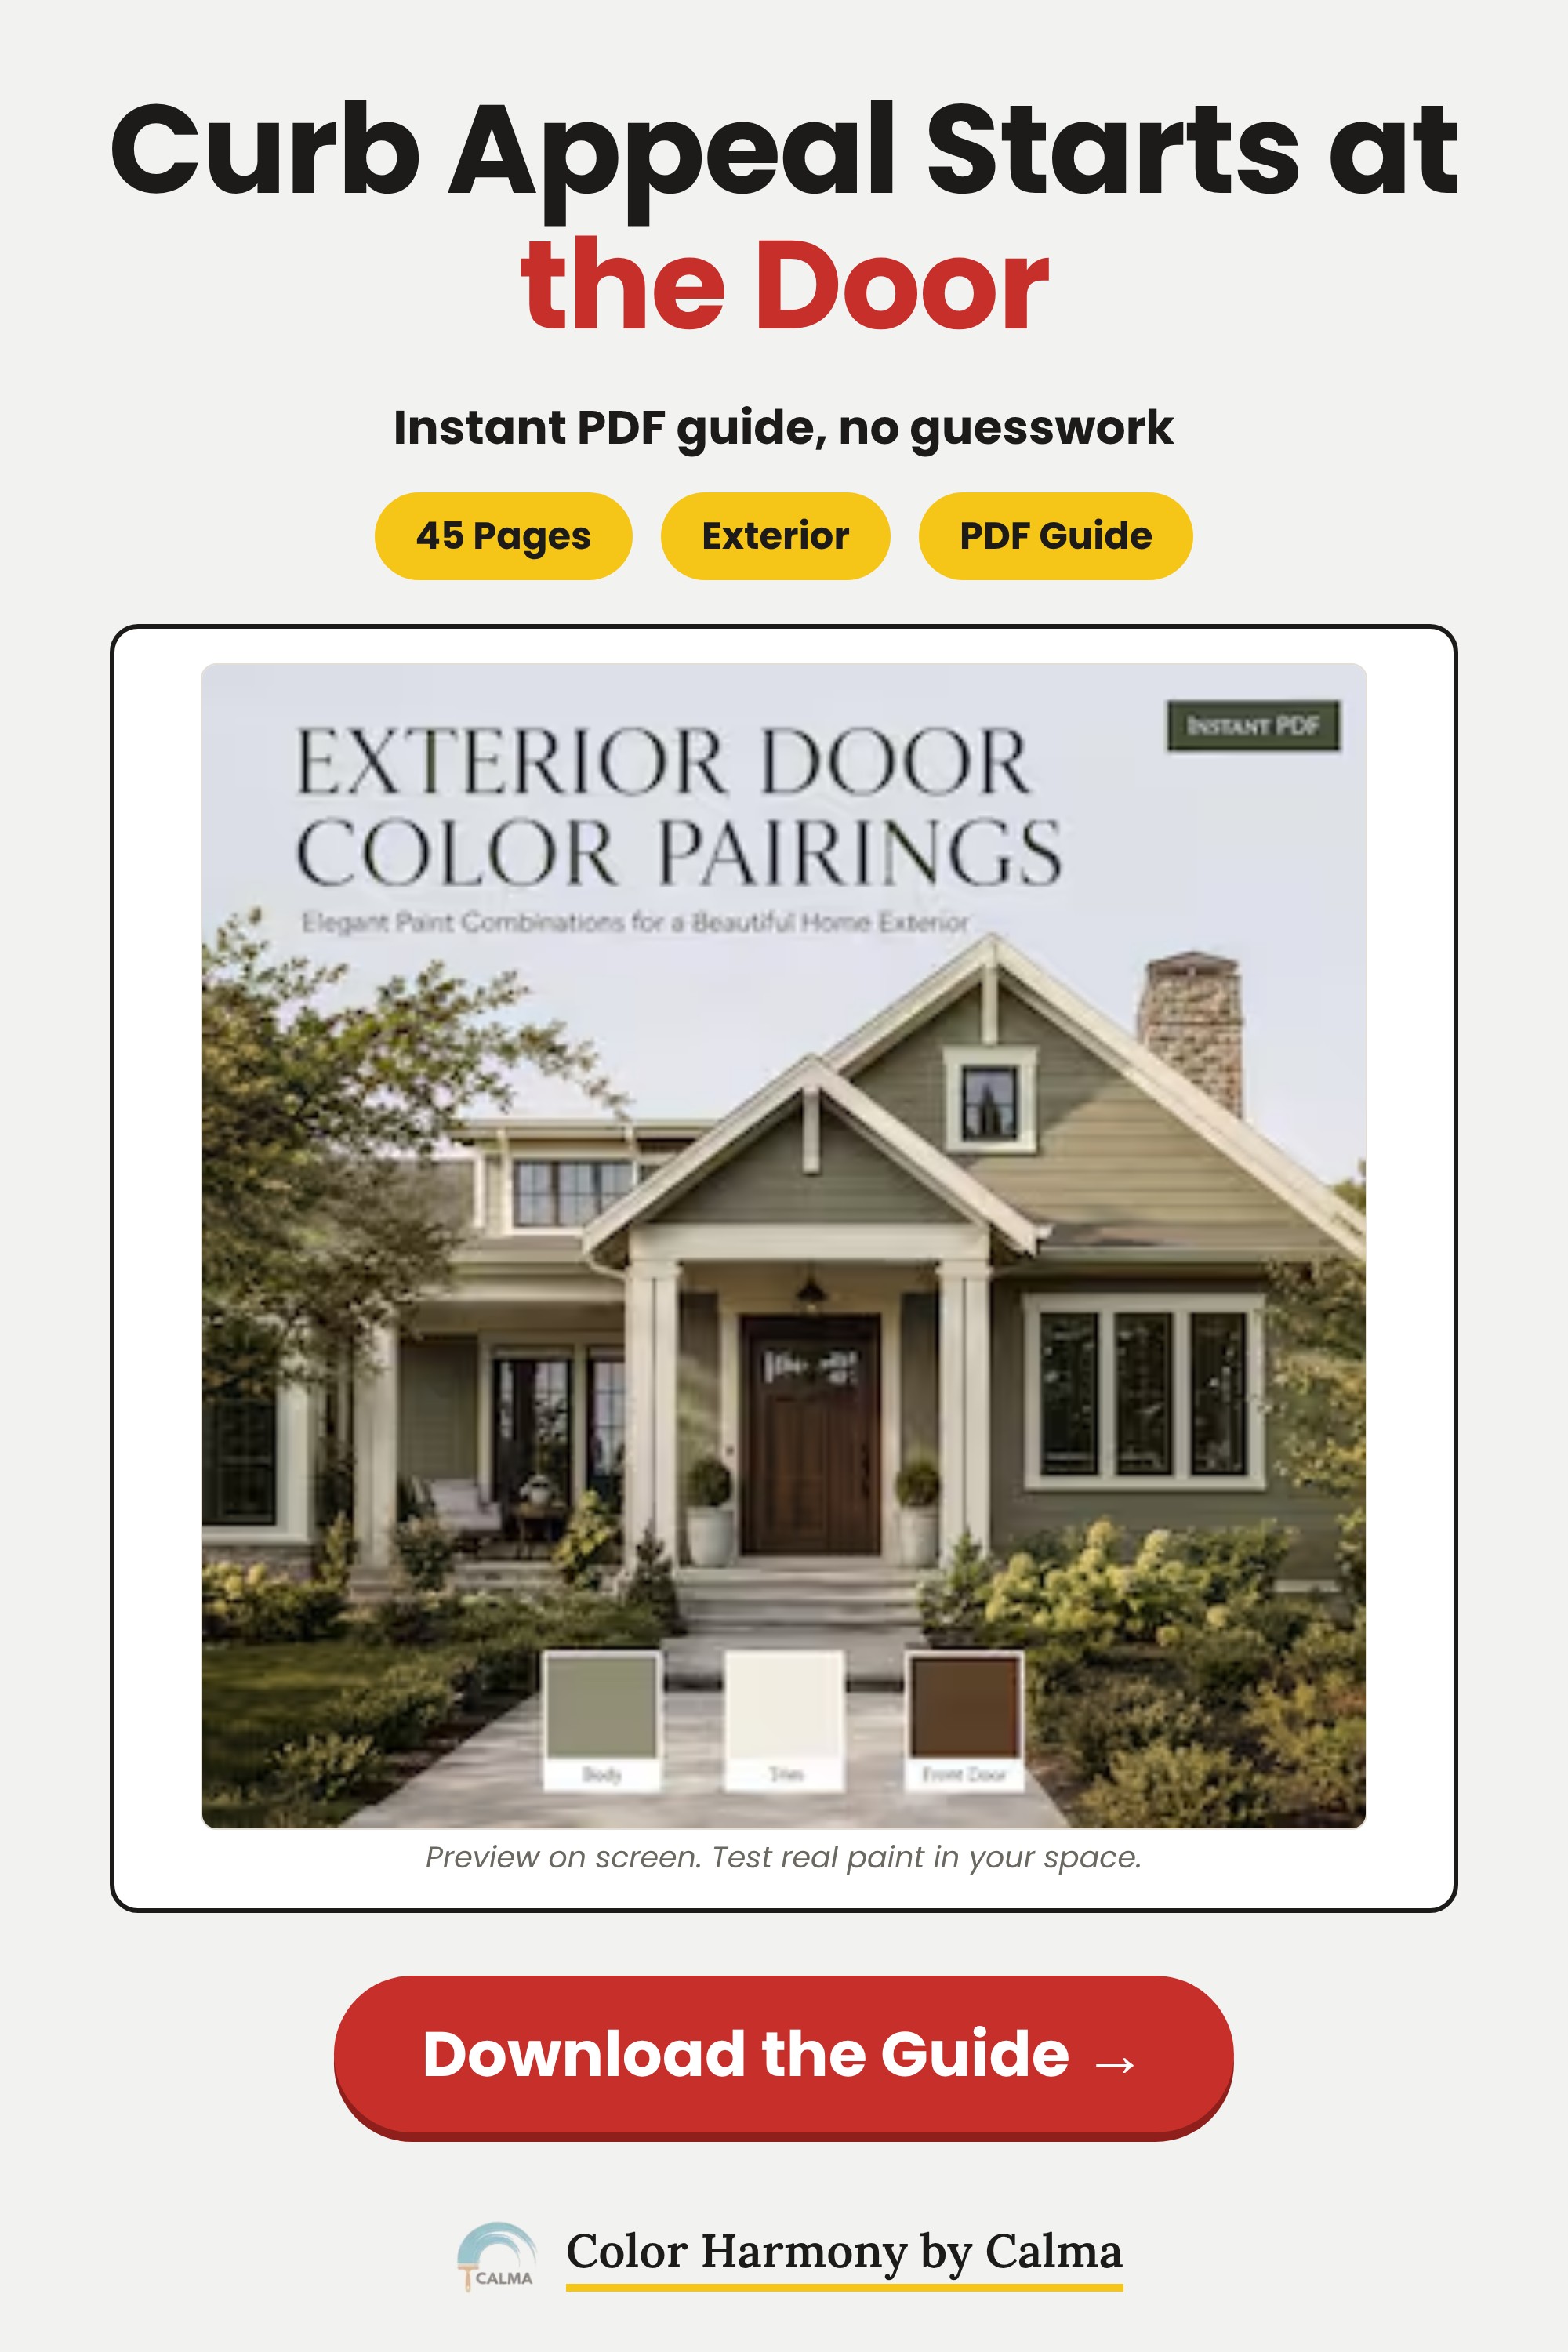 Curb Appeal Starts at
the Door
Instant PDF guide, no guesswork
45 Pages
Exterior
PDF Guide
INSTANT PDF
EXTERIOR DOOR
COLOR PAIRINGS
Elegant Paint Combinations for a Beautiful Home Exterior
Body
Trim
Front Door
Preview on screen. Test real paint in your space.
Download the Guide →
CALMA
Color Harmony by Calma